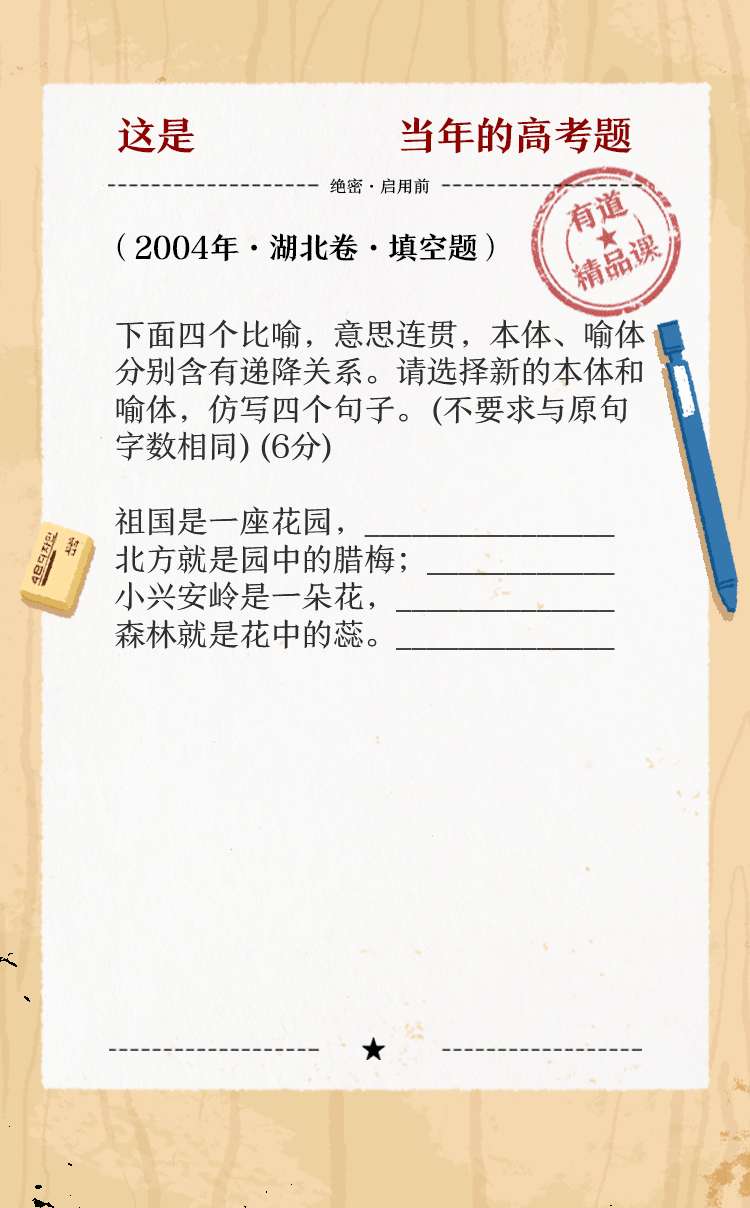 这是 当年的高考题
绝密·启用前
有道
精品课
（2004年·湖北卷·填空题）
下面四个比喻，意思连贯，本体、喻体
分别含有递降关系。请选择新的本体和
喻体，仿写四个句子。(不要求与原句
字数相同) (6分)
祖国是一座花园，________________
北方就是园中的腊梅；____________
小兴安岭是一朵花，______________
森林就是花中的蕊。______________